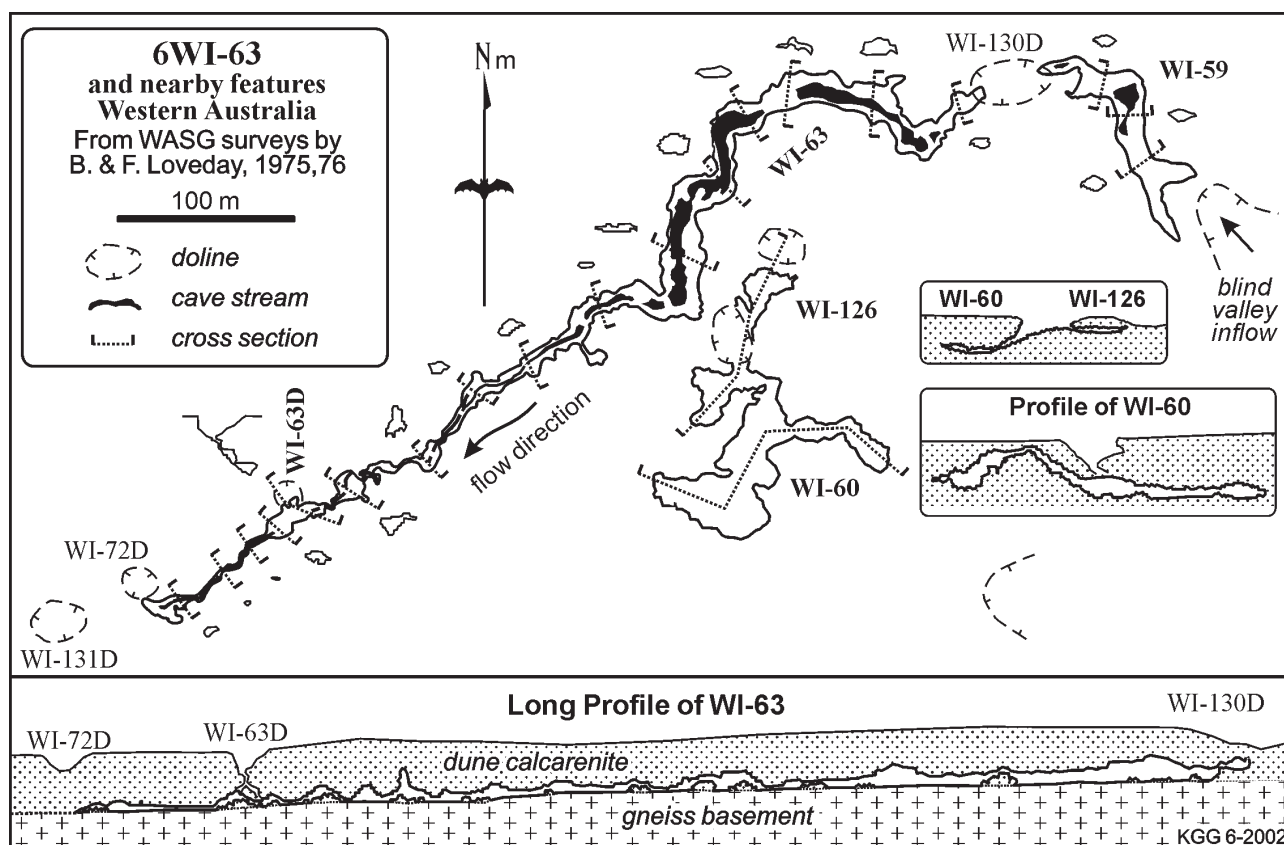 6WI-63
and nearby features
Western Australia
From WASG surveys by
B. & F. Loveday, 1975,76
100 m
doline
cave stream
cross section
N m
WI-130D
WI-59
WI-63
blind
valley
inflow
WI-126
WI-60
WI-60 WI-126
Profile of WI-60
flow direction
WI-63D
WI-72D
WI-131D
Long Profile of WI-63
WI-72D
WI-63D
WI-130D
dune calcarenite
gneiss basement
KGG 6-2002